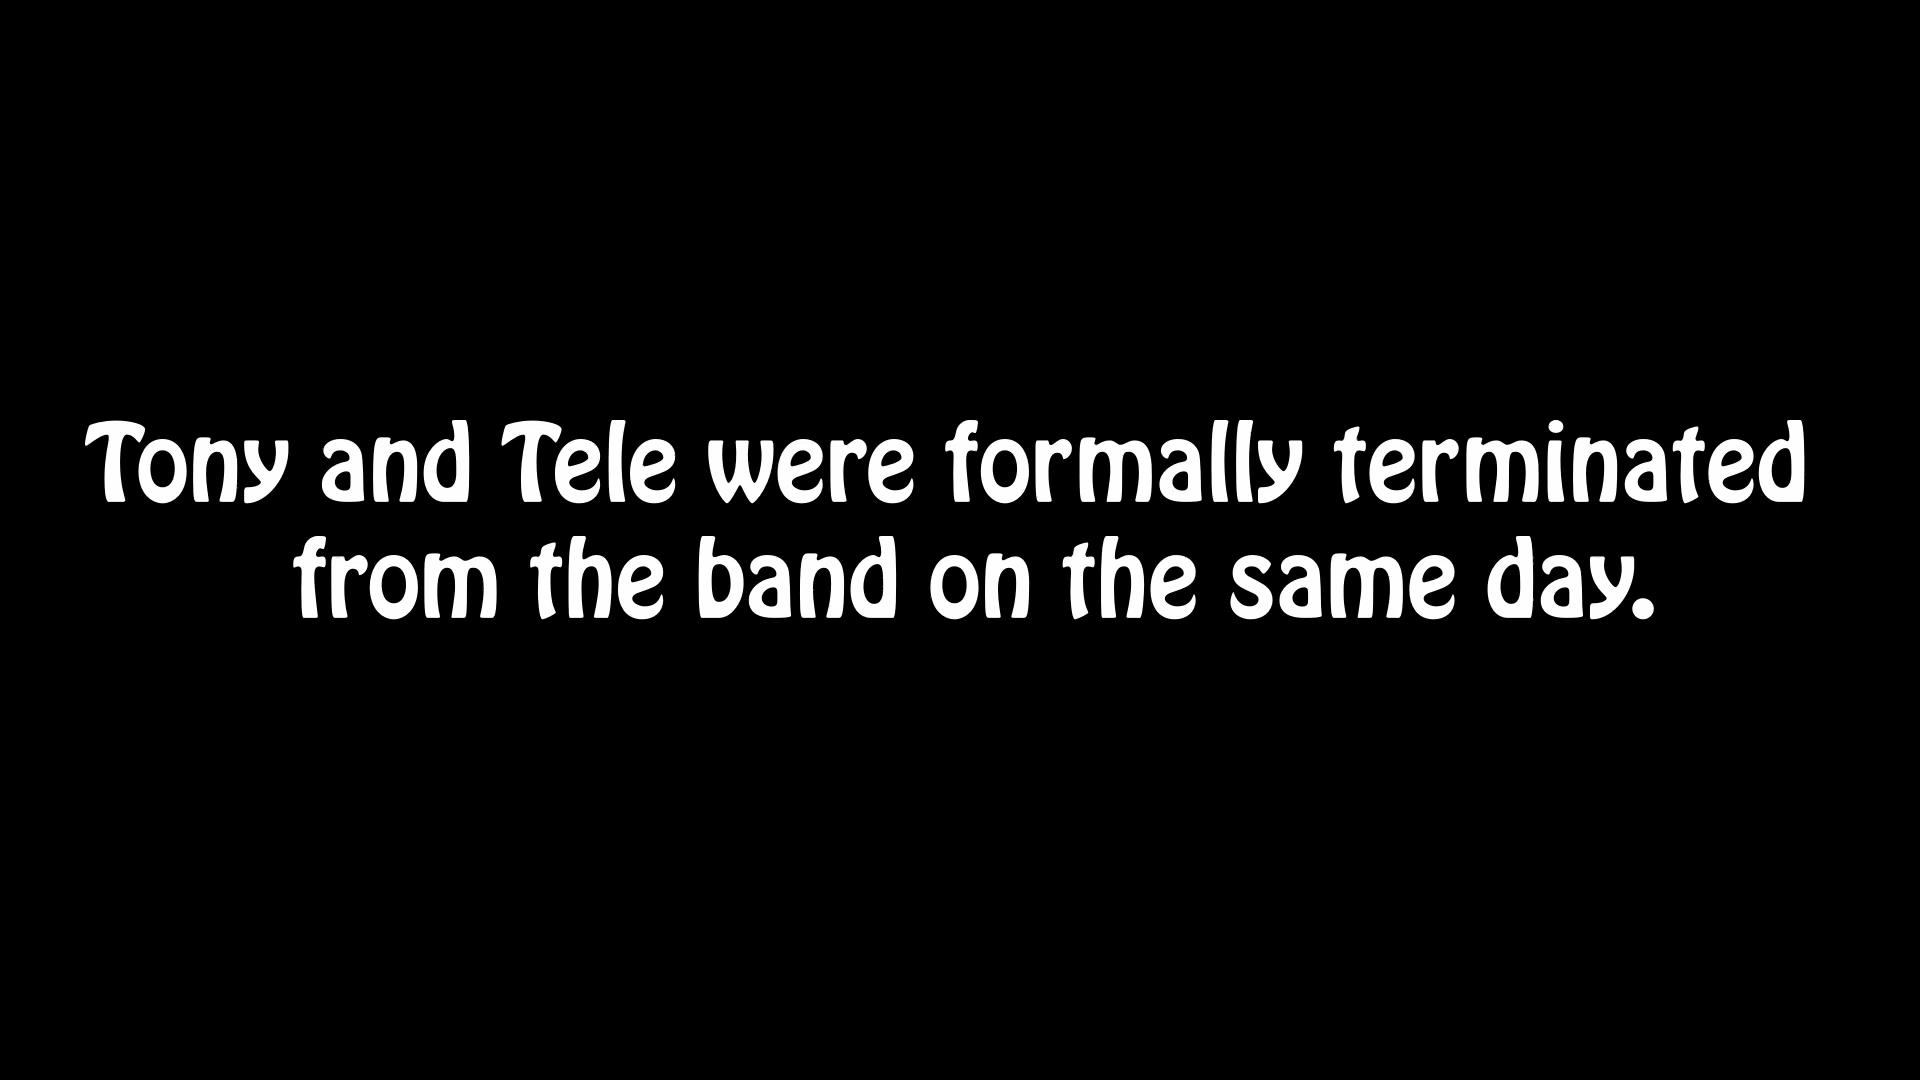 Tony and Tele were formally terminated
from the band on the same day.